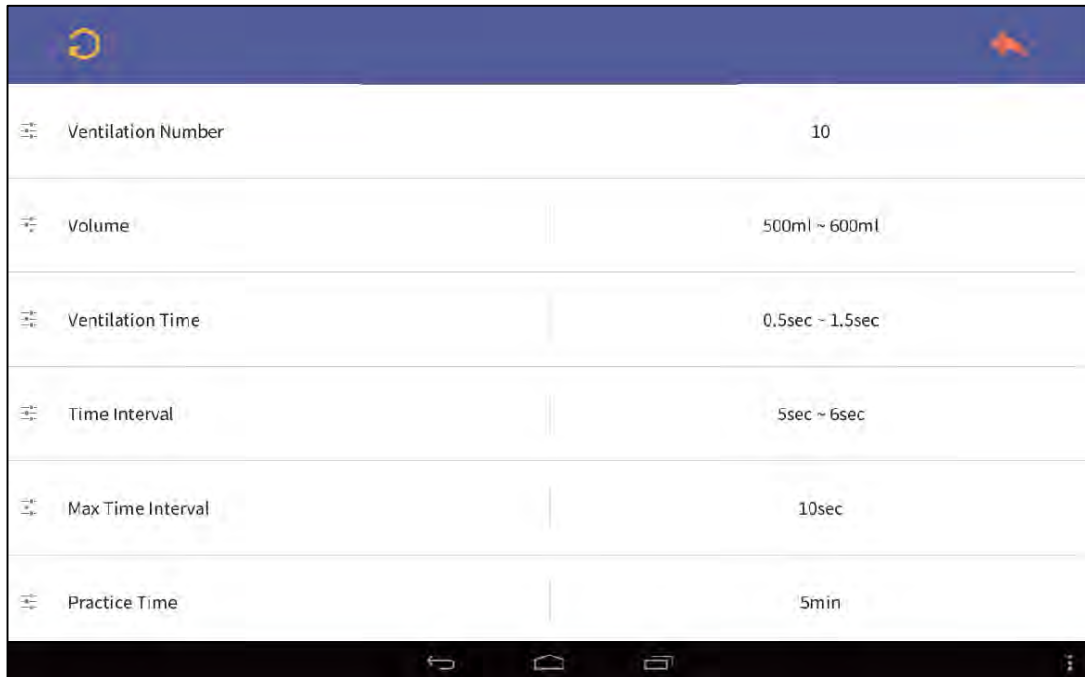 Ventilation Number 10
Volume 500ml ~ 600ml
Ventilation Time 0.5sec ~ 1.5sec
Time Interval 5sec ~ 6sec
Max Time Interval 10sec
Practice Time 5min